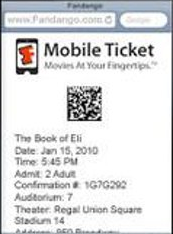 Fandango
www.Fandango.com
Google
Mobile Ticket
Movies At Your Fingertips.™
The Book of Eli
Date: Jan 15, 2010
Time: 5:45 PM
Admit: 2 Adult
Confirmation #: 1G7G292
Auditorium: 7
Theater: Regal Union Square
Stadium 14
Address: 850 Broadway